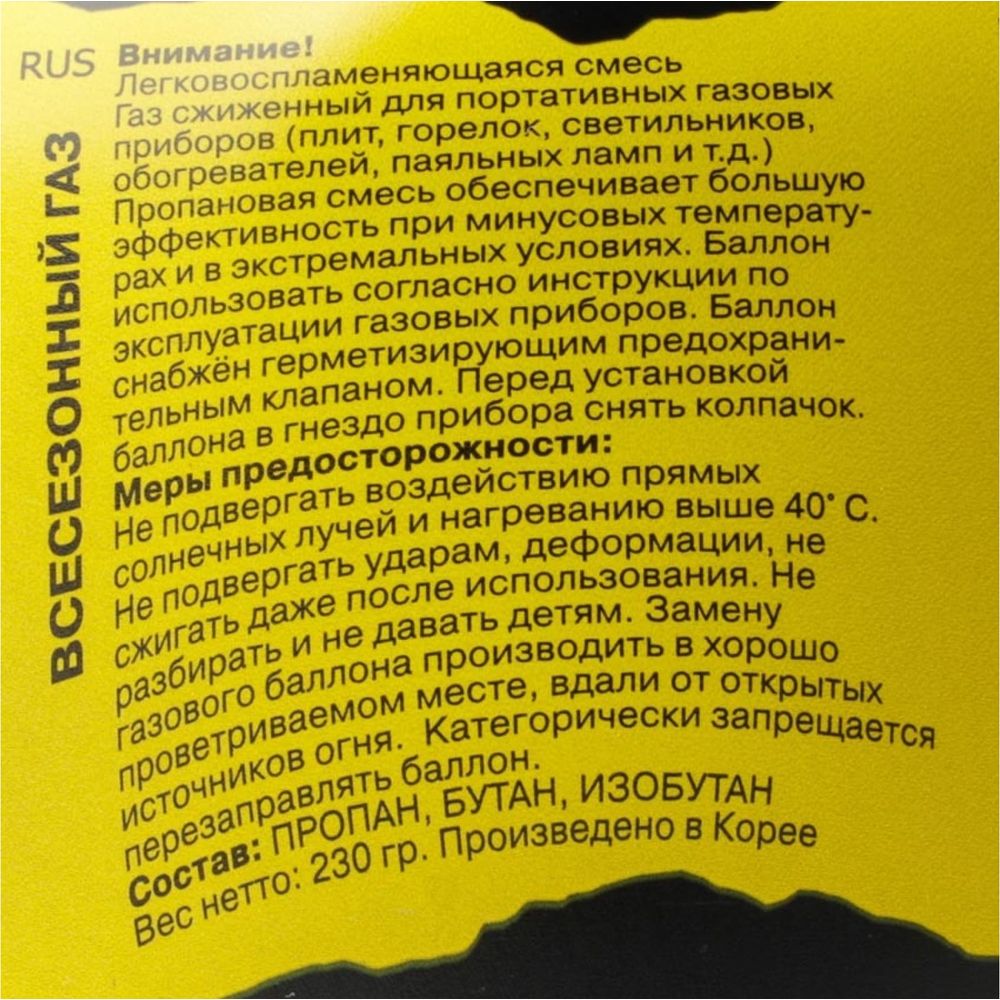 ВСЕСЕЗОННЫЙ ГАЗ
RUS Внимание!
Легковоспламеняющаяся смесь
Газ сжиженный для портативных газовых
приборов (плит, горелок, светильников,
обогревателей, паяльных ламп и т.д.)
Пропановая смесь обеспечивает большую
эффективность при минусовых температу-
рах и в экстремальных условиях. Баллон
использовать согласно инструкции по
эксплуатации газовых приборов. Баллон
снабжён герметизирующим предохрани-
тельным клапаном. Перед установкой
баллона в гнездо прибора снять колпачок.
Меры предосторожности:
Не подвергать воздействию прямых
солнечных лучей и нагреванию выше 40° С.
Не подвергать ударам, деформации, не
сжигать даже после использования. Не
разбирать и не давать детям. Замену
газового баллона производить в хорошо
проветриваемом месте, вдали от открытых
источников огня. Категорически запрещается
перезаправлять баллон.
Состав: ПРОПАН, БУТАН, ИЗОБУТАН
Вес нетто: 230 гр. Произведено в Корее